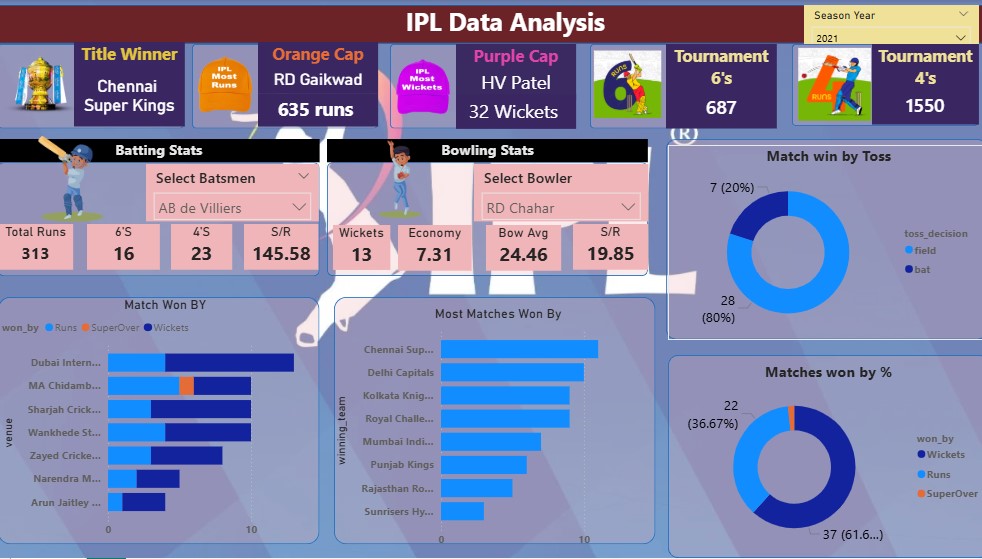 IPL Data Analysis
Season Year
2021
Title Winner
Chennai
Super Kings
IPL
Most
Runs
Orange Cap
RD Gaikwad
635 runs
IPL
Most
Wickets
Purple Cap
HV Patel
32 Wickets
RUNS
6
Tournament
6's
687
4
RUNS
Tournament
4's
1550
®
Batting Stats
Select Batsmen
AB de Villiers
Total Runs
313
6'S
16
4'S
23
S/R
145.58
Bowling Stats
Select Bowler
RD Chahar
Wickets
13
Economy
7.31
Bow Avg
24.46
S/R
19.85
Match win by Toss
7 (20%)
28
(80%)
toss_decision
field
bat
Match Won BY
won_by Runs SuperOver Wickets
venue
Dubai Intern...
MA Chidamb...
Sharjah Crick...
Wankhede St...
Zayed Cricke...
Narendra M...
Arun Jaitley ...
0 10
Most Matches Won By
winning_team
Chennai Sup...
Delhi Capitals
Kolkata Knig...
Royal Challe...
Mumbai Indi...
Punjab Kings
Rajasthan Ro...
Sunrisers Hy...
0 10
Matches won by %
22
(36.67%)
37 (61.6...)
won_by
Wickets
Runs
SuperOver